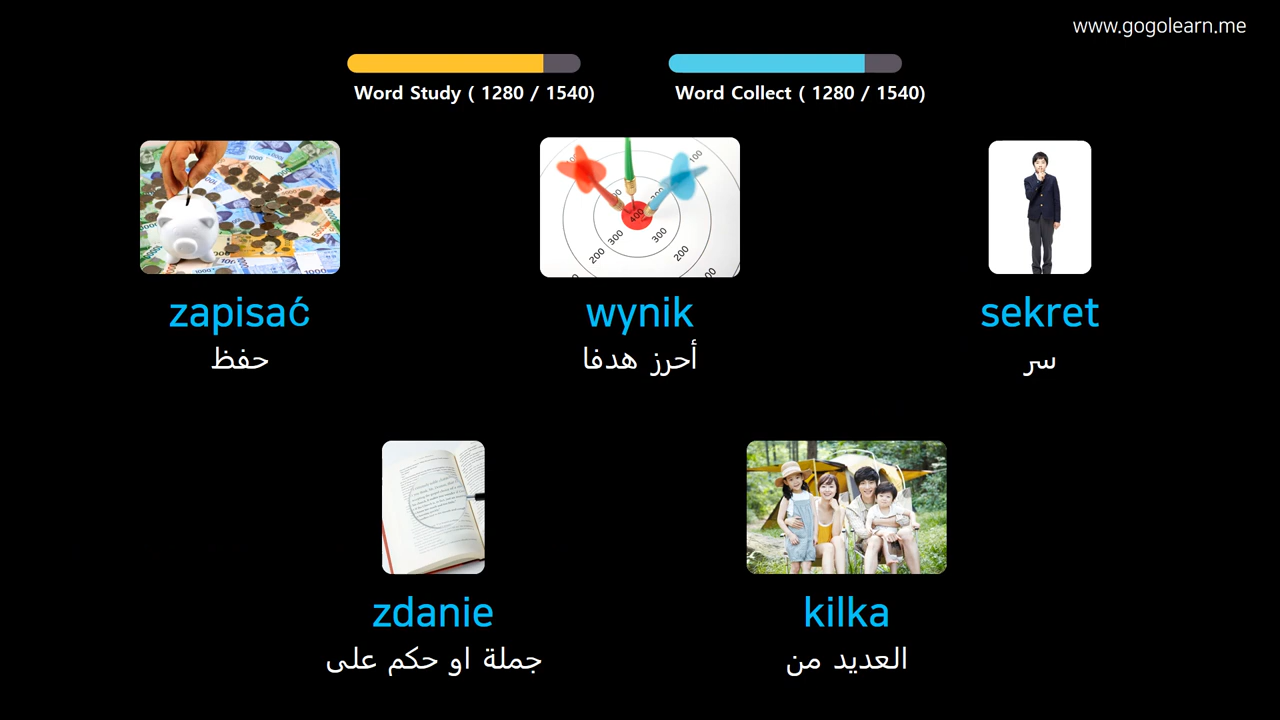 www.gogolearn.me
Word Study ( 1280 / 1540)
Word Collect ( 1280 / 1540)
zapisać
حفظ
wynik
أحرز هدفا
sekret
سر
zdanie
جملة او حكم على
kilka
العديد من